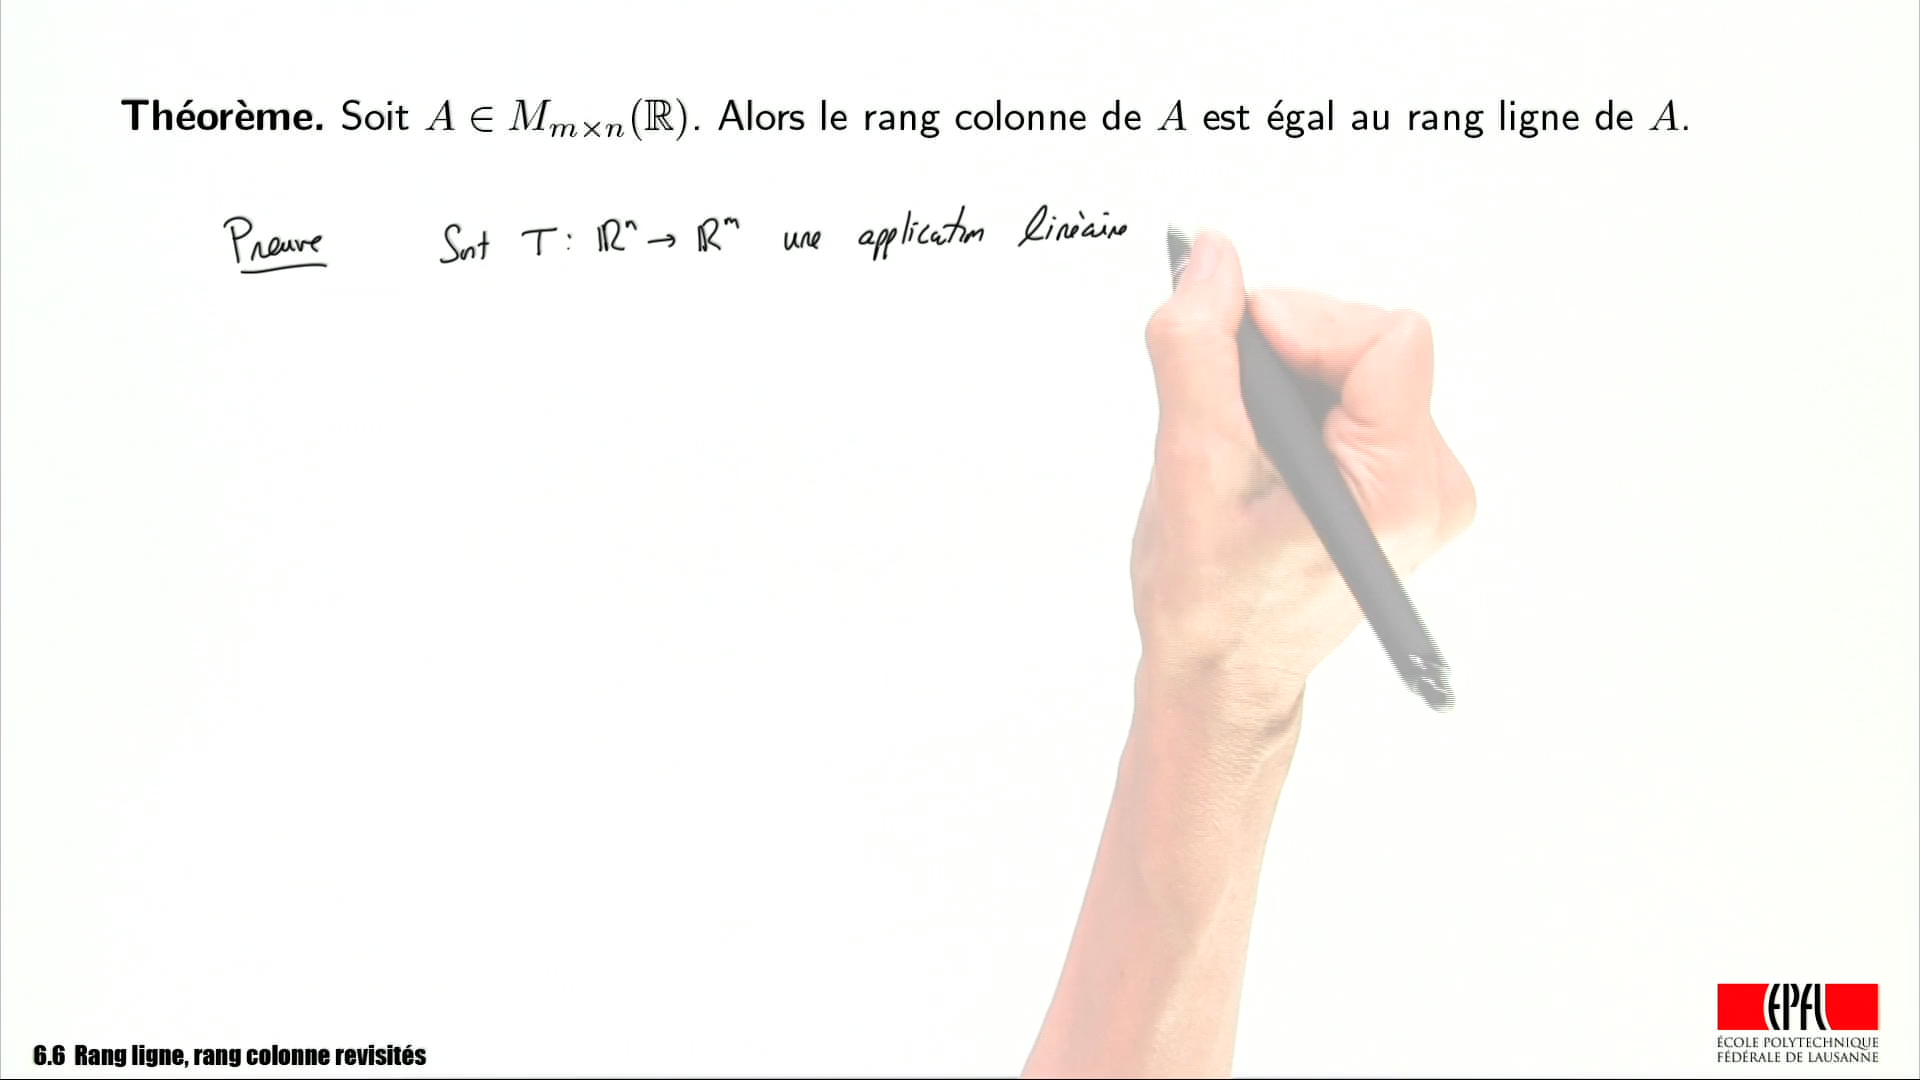 Théorème. Soit A ∈ M_{m×n}(ℝ). Alors le rang colonne de A est égal au rang ligne de A.
Preuve Soit T : ℝⁿ → ℝᵐ une application linéaire
6.6 Rang ligne, rang colonne revisités
EPFL
ÉCOLE POLYTECHNIQUE
FÉDÉRALE DE LAUSANNE